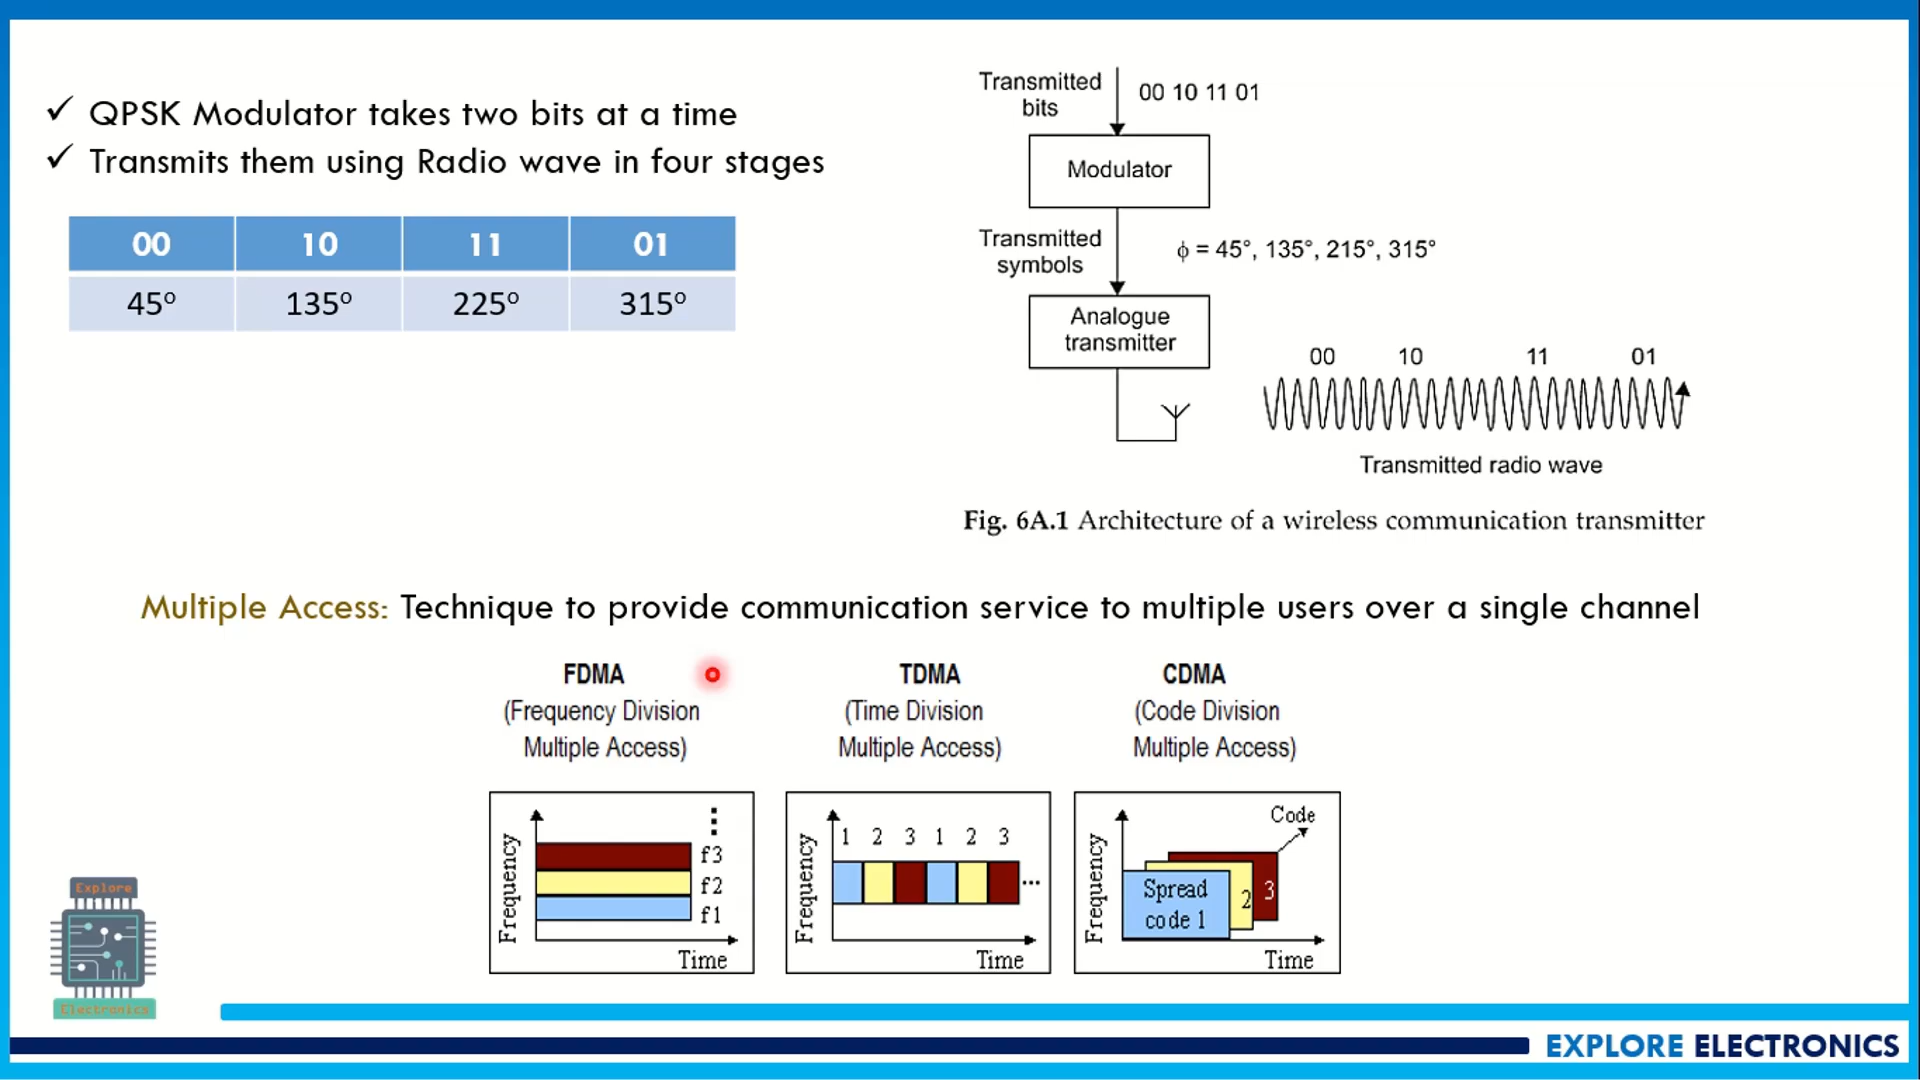 QPSK Modulator takes two bits at a time
Transmits them using Radio wave in four stages
00 10 11 01
45° 135° 225° 315°
Transmitted
bits
00 10 11 01
Modulator
Transmitted
symbols
ϕ = 45°, 135°, 215°, 315°
Analogue
transmitter
00 10 11 01
Transmitted radio wave
Fig. 6A.1 Architecture of a wireless communication transmitter
Multiple Access: Technique to provide communication service to multiple users over a single channel
FDMA
(Frequency Division
Multiple Access)
TDMA
(Time Division
Multiple Access)
CDMA
(Code Division
Multiple Access)
Frequency
f3
f2
f1
Time
Frequency
1 2 3 1 2 3
...
Time
Frequency
Code
Spread
code 1
2
3
Time
Explore
Electronics
EXPLORE ELECTRONICS